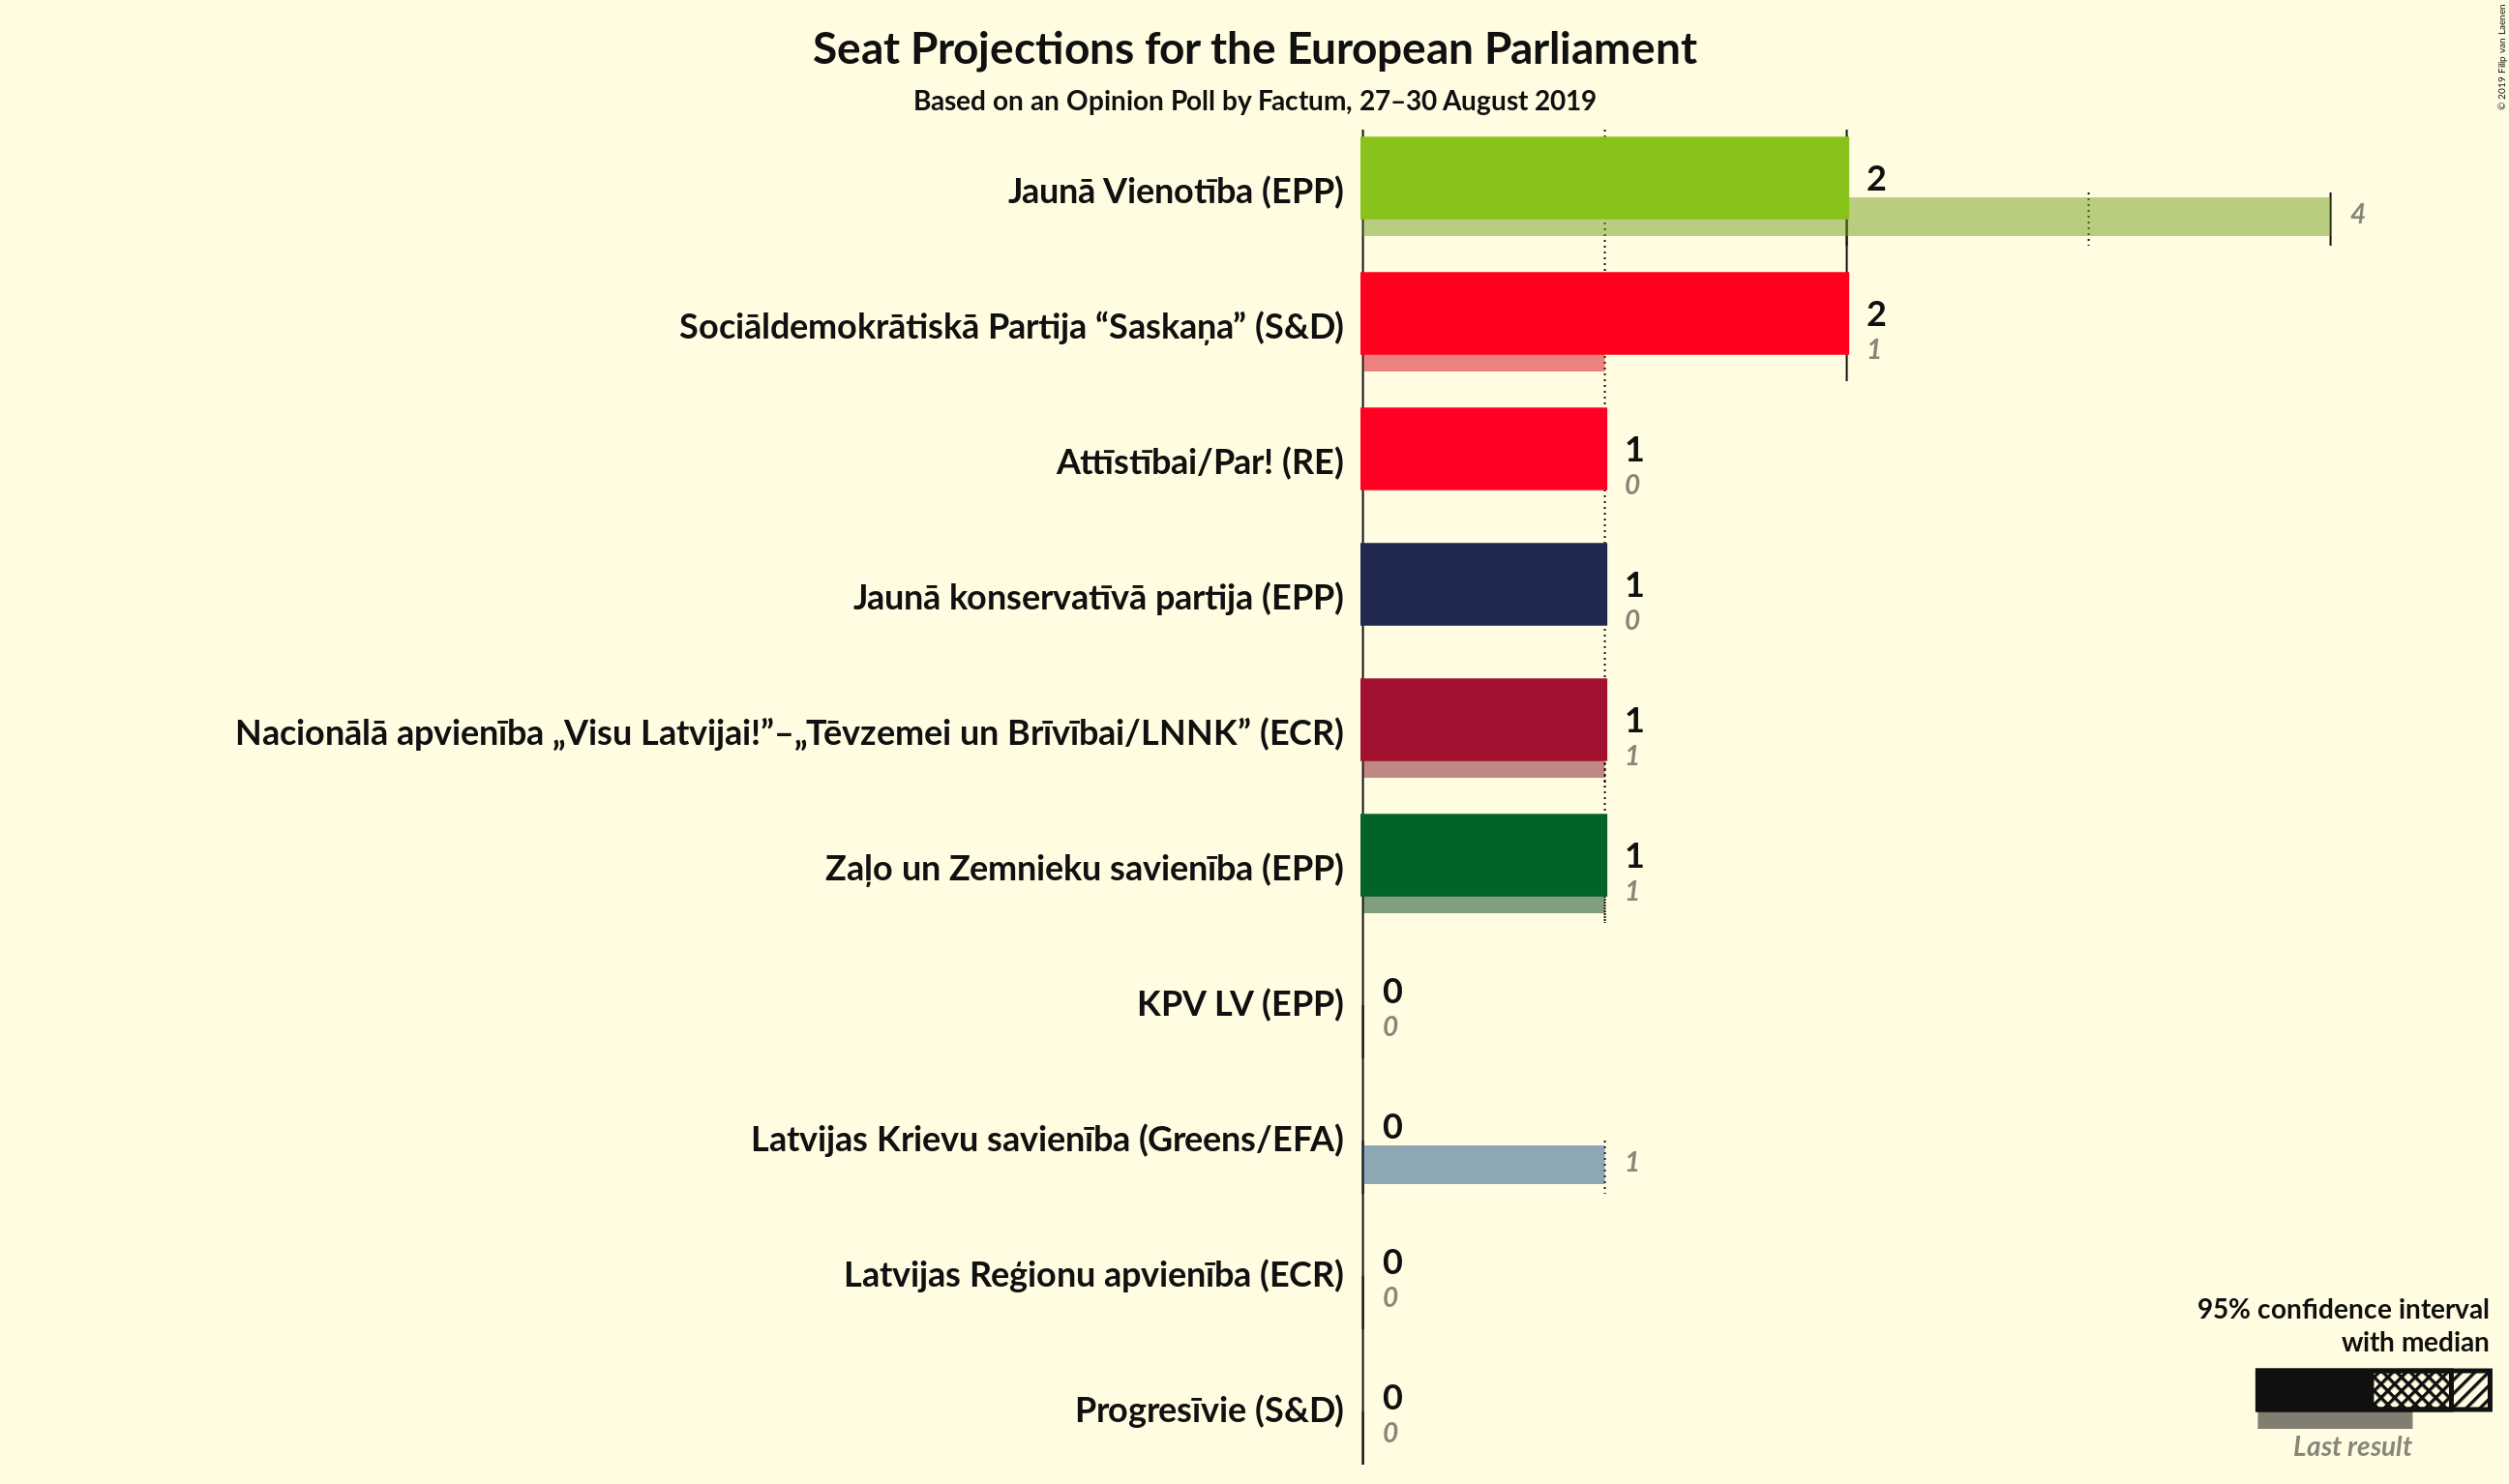 Seat Projections for the European Parliament
Based on an Opinion Poll by Factum, 27–30 August 2019
© 2019 Filip van Laenen
Jaunā Vienotība (EPP)
2
4
Sociāldemokrātiskā Partija “Saskaņa” (S&D)
2
1
Attīstībai/Par! (RE)
1
0
Jaunā konservatīvā partija (EPP)
1
0
Nacionālā apvienība „Visu Latvijai!”–„Tēvzemei un Brīvībai/LNNK” (ECR)
1
1
Zaļo un Zemnieku savienība (EPP)
1
1
KPV LV (EPP)
0
0
Latvijas Krievu savienība (Greens/EFA)
0
1
Latvijas Reģionu apvienība (ECR)
0
0
Progresīvie (S&D)
0
0
95% confidence interval
with median
Last result